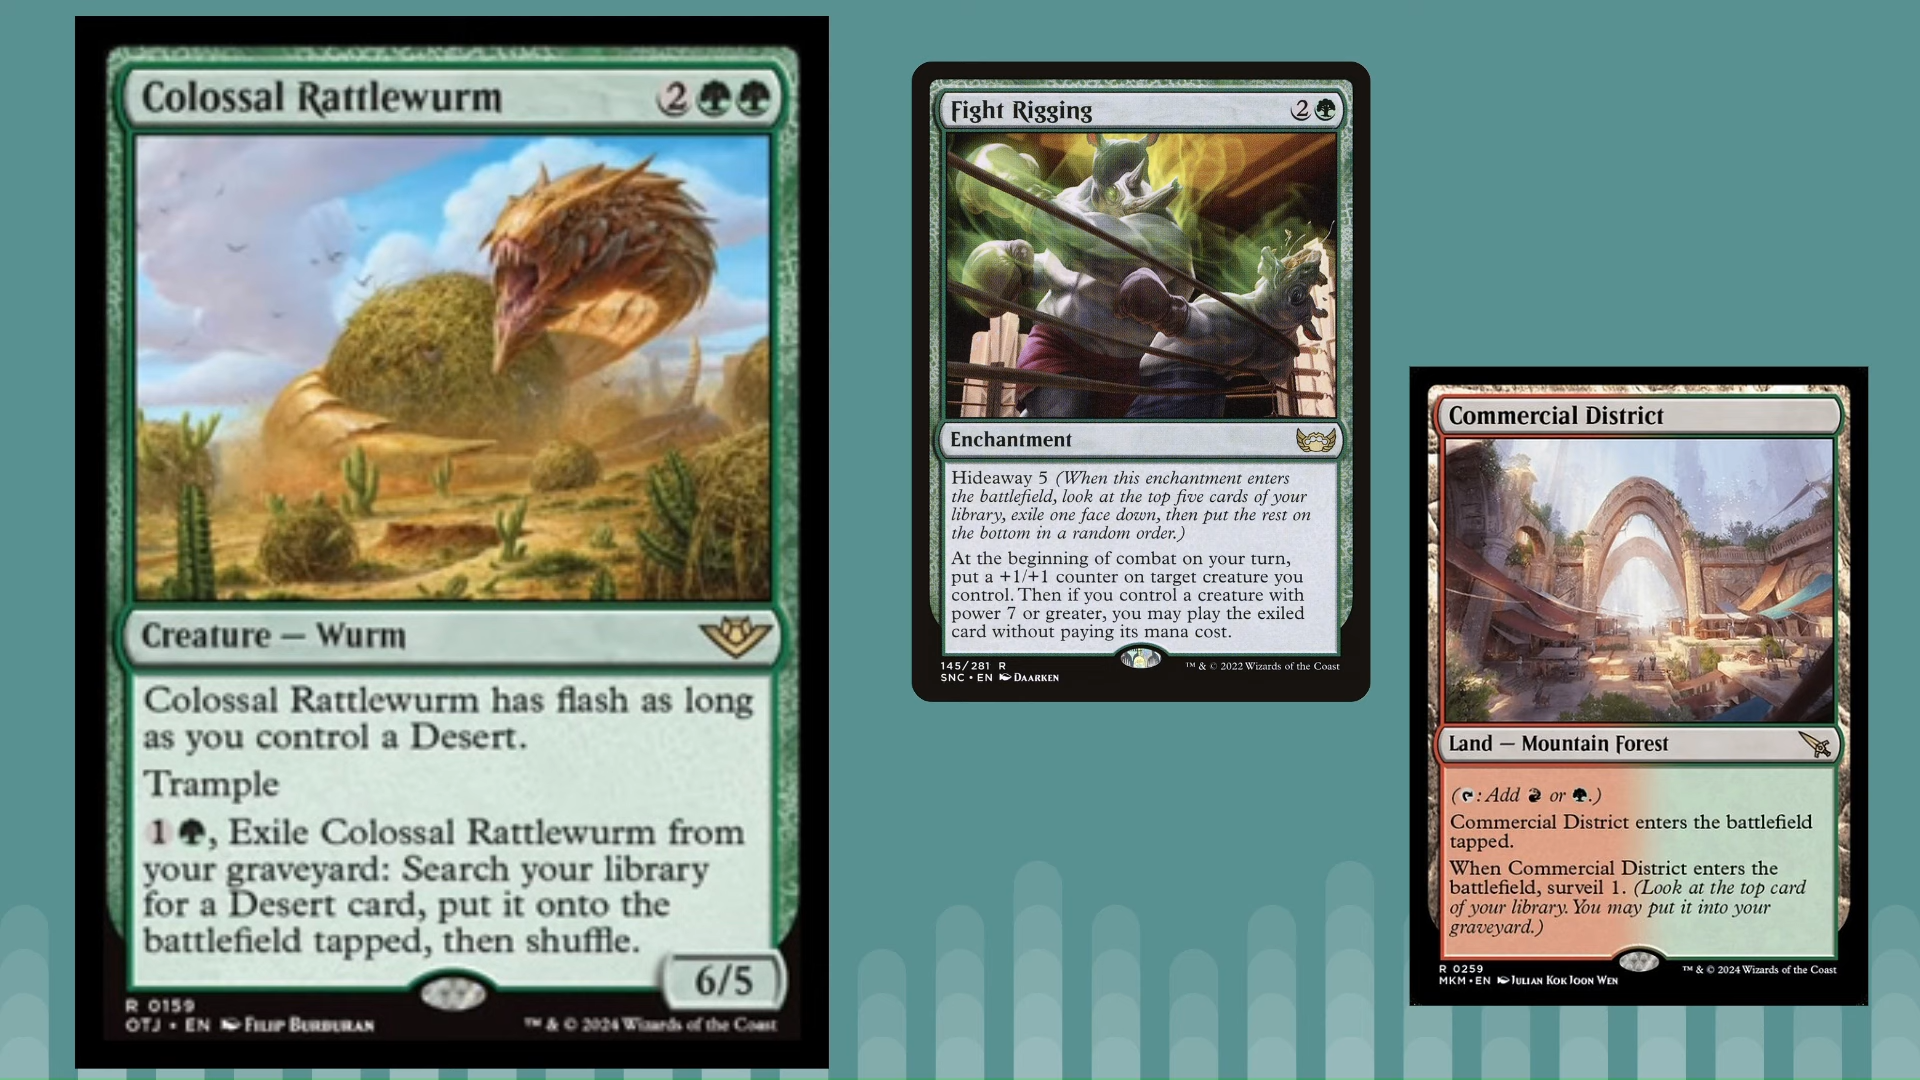 Colossal Rattlewurm 2
Creature — Wurm
Colossal Rattlewurm has flash as long
as you control a Desert.
Trample
1 , Exile Colossal Rattlewurm from
your graveyard: Search your library
for a Desert card, put it onto the
battlefield tapped, then shuffle.
6/5
R 0159
OTJ • EN Filip Burburan
™ & © 2024 Wizards of the Coast
Fight Rigging 2
Enchantment
Hideaway 5 (When this enchantment enters
the battlefield, look at the top five cards of your
library, exile one face down, then put the rest on
the bottom in a random order.)
At the beginning of combat on your turn,
put a +1/+1 counter on target creature you
control. Then if you control a creature with
power 7 or greater, you may play the exiled
card without paying its mana cost.
145/281 R
SNC • EN Daarken
™ & © 2022 Wizards of the Coast
Commercial District
Land — Mountain Forest
( : Add or .)
Commercial District enters the battlefield
tapped.
When Commercial District enters the
battlefield, surveil 1. (Look at the top card
of your library. You may put it into your
graveyard.)
R 0259
MKM • EN Julian Kok Joon Wen
™ & © 2024 Wizards of the Coast